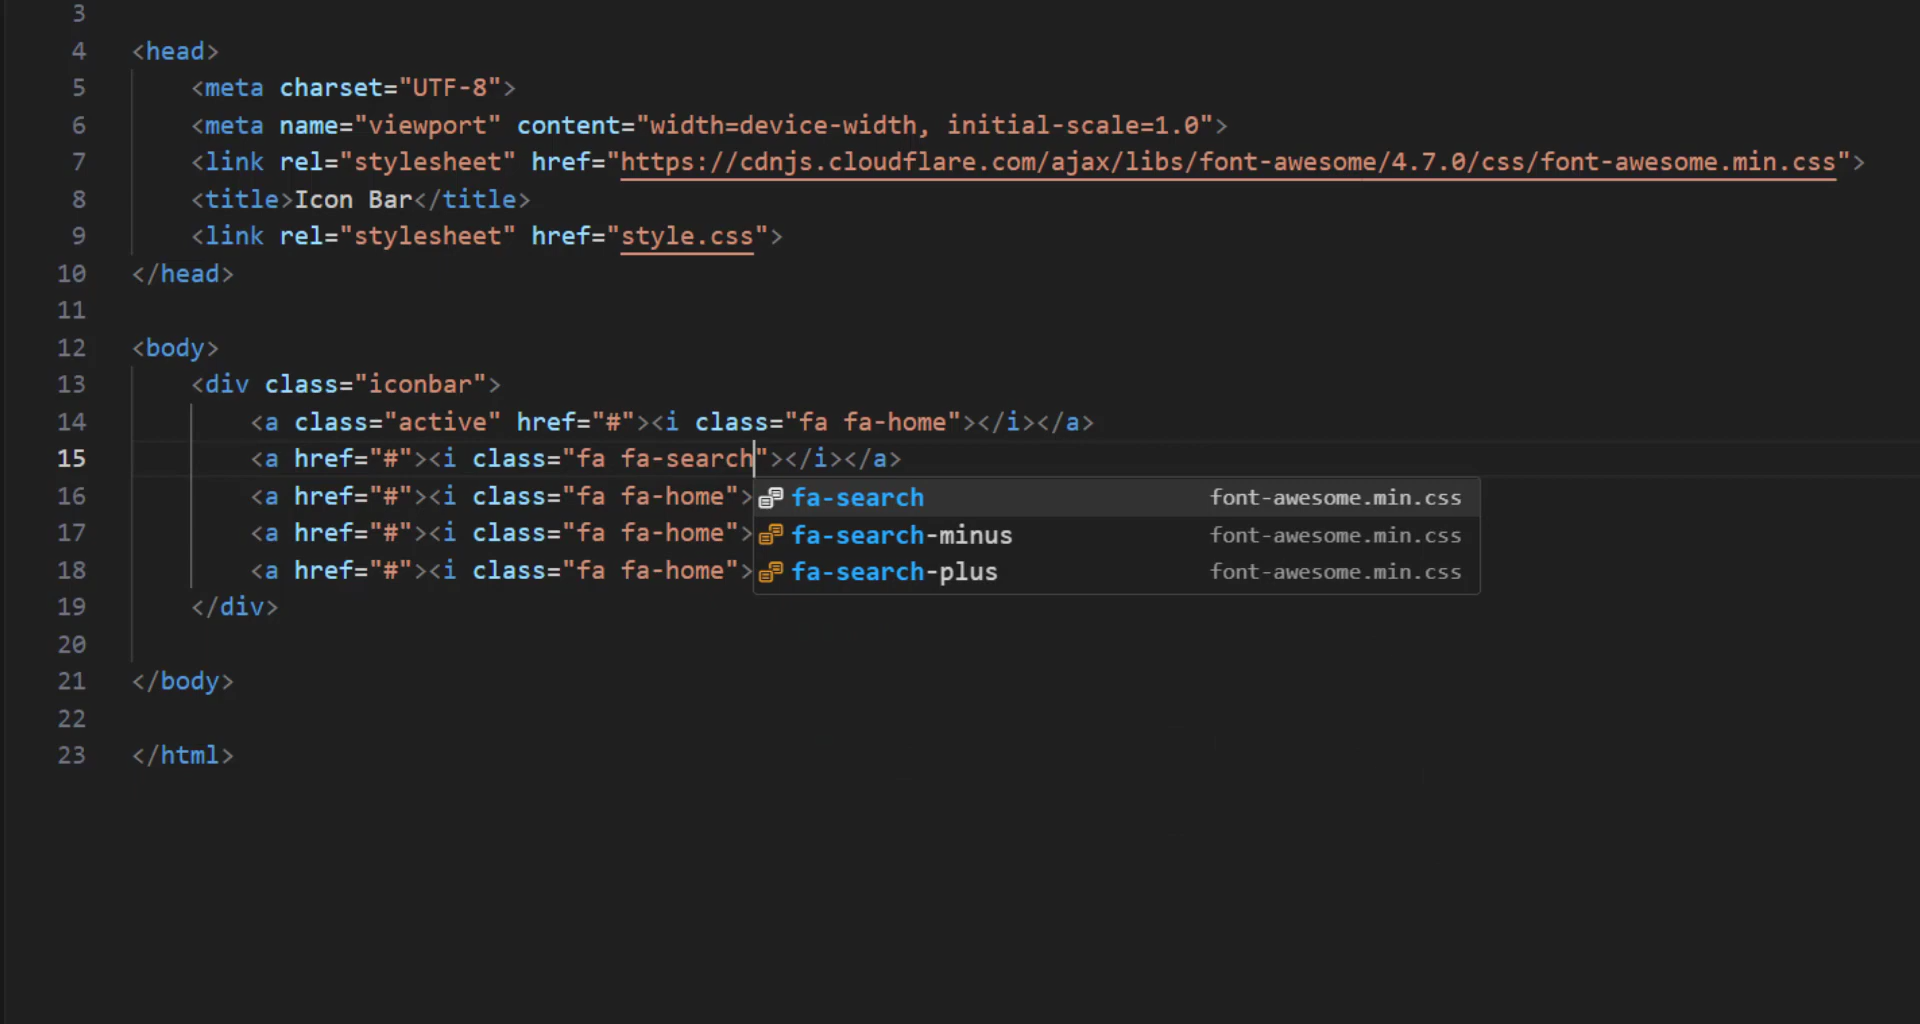 3
4 <head>
5 <meta charset="UTF-8">
6 <meta name="viewport" content="width=device-width, initial-scale=1.0">
7 <link rel="stylesheet" href="https://cdnjs.cloudflare.com/ajax/libs/font-awesome/4.7.0/css/font-awesome.min.css">
8 <title>Icon Bar</title>
9 <link rel="stylesheet" href="style.css">
10 </head>
11
12 <body>
13 <div class="iconbar">
14 <a class="active" href="#"><i class="fa fa-home"></i></a>
15 <a href="#"><i class="fa fa-search"></i></a>
16 <a href="#"><i class="fa fa-home"> fa-search font-awesome.min.css
17 <a href="#"><i class="fa fa-home"> fa-search-minus font-awesome.min.css
18 <a href="#"><i class="fa fa-home"> fa-search-plus font-awesome.min.css
19 </div>
20
21 </body>
22
23 </html>